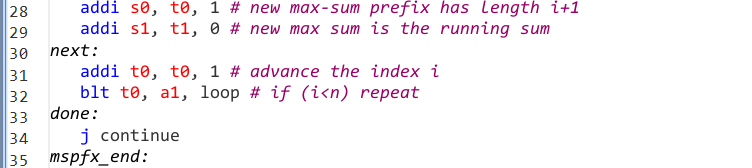 28 addi s0, t0, 1 # new max-sum prefix has length i+1
29 addi s1, t1, 0 # new max sum is the running sum
30 next:
31 addi t0, t0, 1 # advance the index i
32 blt t0, a1, loop # if (i<n) repeat
33 done:
34 j continue
35 mspfx_end: